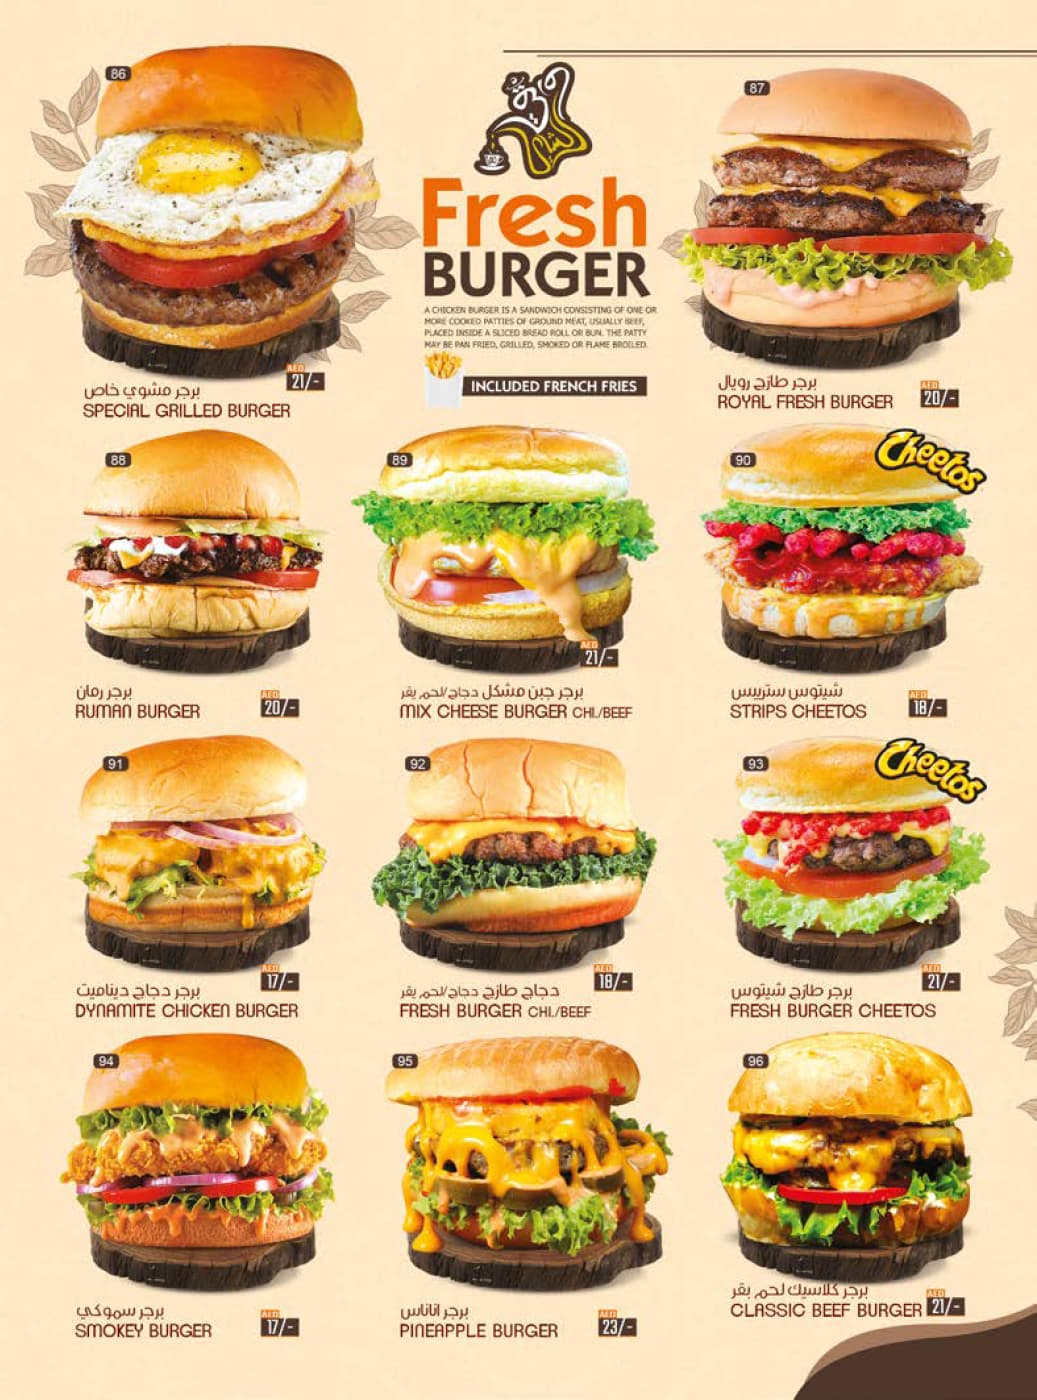 86
برجر مشوي خاص
SPECIAL GRILLED BURGER
AED
21/-
Fresh
BURGER
A CHICKEN BURGER IS A SANDWICH CONSISTING OF ONE OR
MORE COOKED PATTIES OF GROUND MEAT, USUALLY BEEF,
PLACED INSIDE A SLICED BREAD ROLL OR BUN. THE PATTY
MAY BE PAN FRIED, GRILLED, SMOKED OR FLAME BROILED.
INCLUDED FRENCH FRIES
87
برجر طازج رويال
ROYAL FRESH BURGER
AED
20/-
88
برجر رمان
RUMAN BURGER
AED
20/-
89
برجر جبن مشكل دجاج/لحم بقر
MIX CHEESE BURGER CHI./BEEF
AED
21/-
90
Cheetos
شيتوس ستريبس
STRIPS CHEETOS
AED
18/-
91
برجر دجاج ديناميت
DYNAMITE CHICKEN BURGER
AED
17/-
92
دجاج طازج دجاج/لحم بقر
FRESH BURGER CHI./BEEF
AED
18/-
93
Cheetos
برجر طازج شيتوس
FRESH BURGER CHEETOS
AED
21/-
94
برجر سموكي
SMOKEY BURGER
AED
17/-
95
برجر اناناس
PINEAPPLE BURGER
AED
23/-
96
برجر كلاسيك لحم بقر
CLASSIC BEEF BURGER
AED
21/-